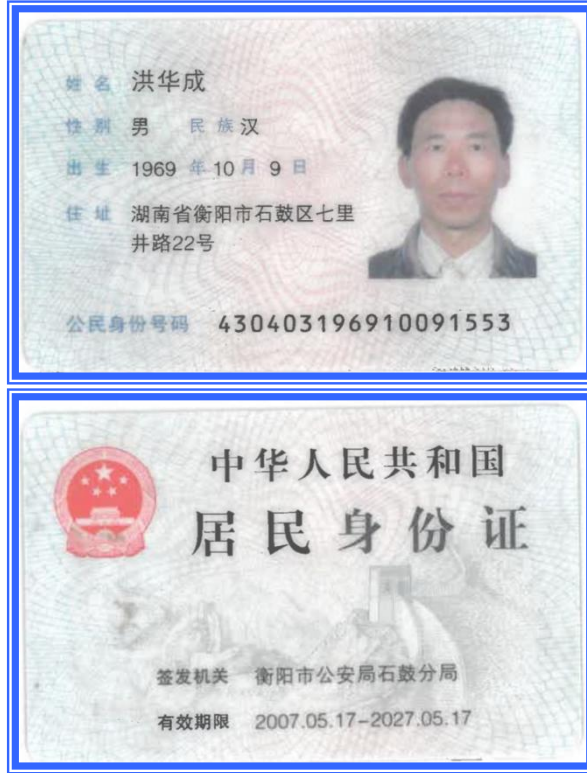 姓名 洪华成
性别 男 民族 汉
出生 1969 年 10 月 9 日
住址 湖南省衡阳市石鼓区七里
井路22号
公民身份号码 430403196910091553
中华人民共和国
居民身份证
签发机关 衡阳市公安局石鼓分局
有效期限 2007.05.17-2027.05.17